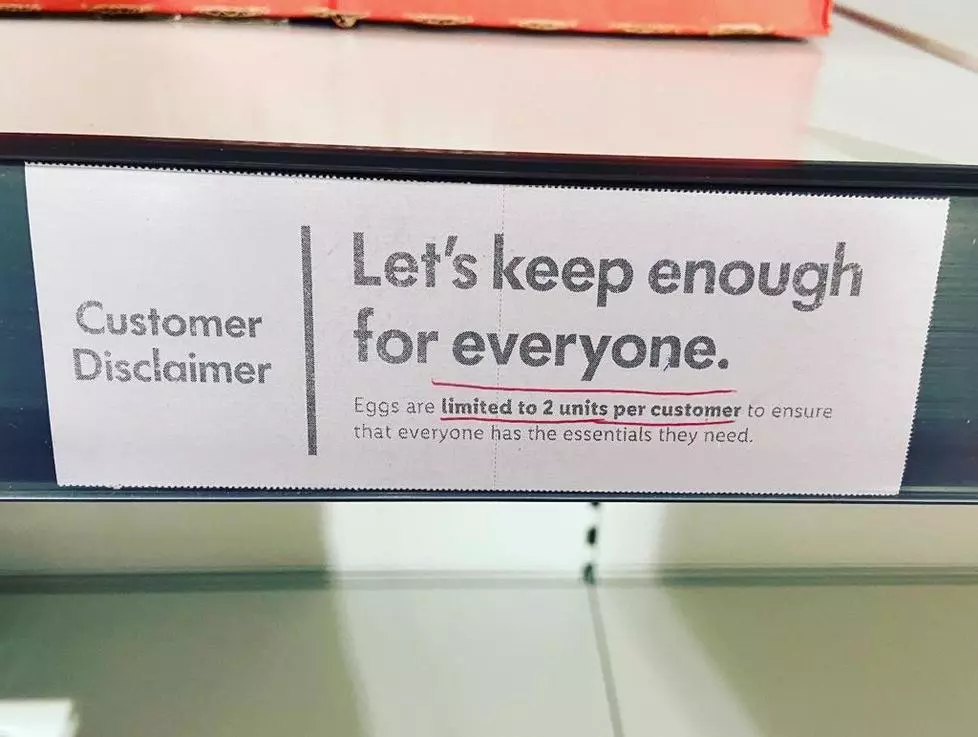 Customer
Disclaimer
Let's keep enough
for everyone.
Eggs are limited to 2 units per customer to ensure
that everyone has the essentials they need.